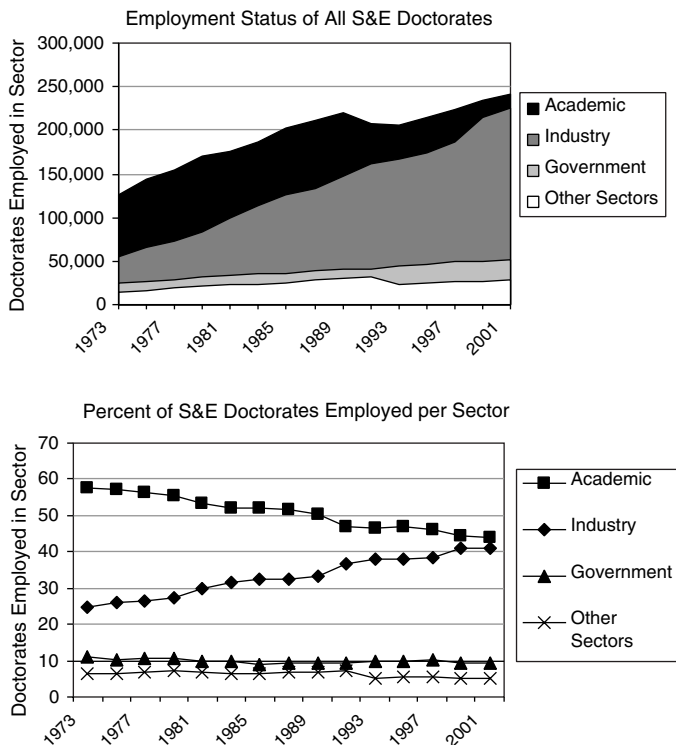 Employment Status of All S&E Doctorates
Doctorates Employed in Sector
300,000
250,000
200,000
150,000
100,000
50,000
0
1973
1977
1981
1985
1989
1993
1997
2001
Academic
Industry
Government
Other Sectors
Percent of S&E Doctorates Employed per Sector
Doctorates Employed in Sector
70
60
50
40
30
20
10
0
1973
1977
1981
1985
1989
1993
1997
2001
Academic
Industry
Government
Other
Sectors